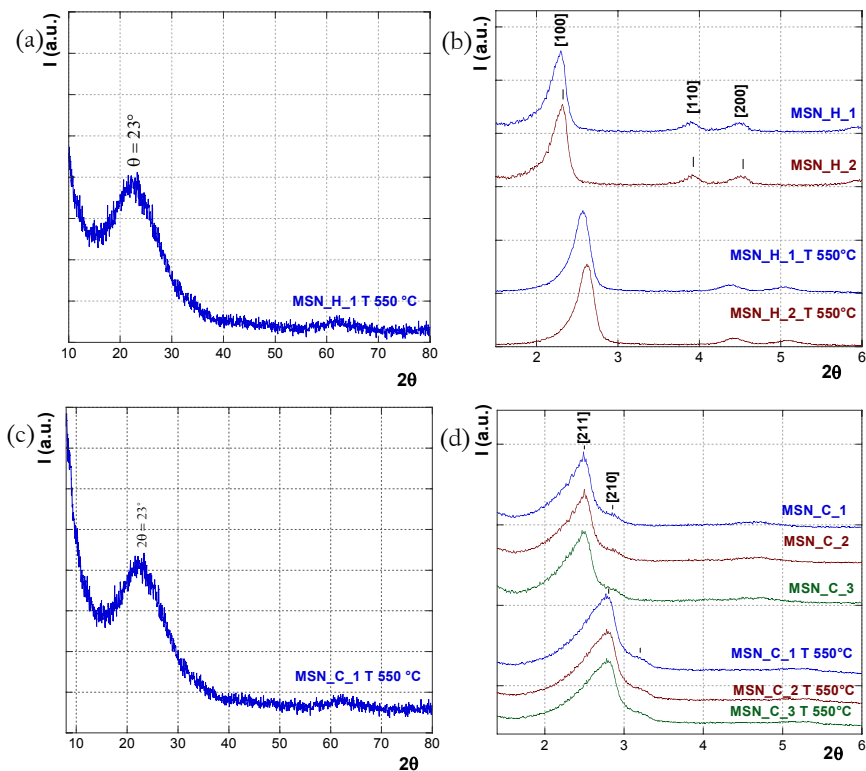 (a)
I (a.u.)
θ = 23°
MSN_H_1 T 550 °C
10 20 30 40 50 60 70 80
2θ
(b)
I (a.u.)
[100]
[110]
[200]
MSN_H_1
MSN_H_2
MSN_H_1_T 550°C
MSN_H_2_T 550°C
2 3 4 5 6
2θ
(c)
I (a.u.)
2θ = 23°
MSN_C_1 T 550 °C
10 20 30 40 50 60 70 80
2θ
(d)
I (a.u.)
[211]
[210]
MSN_C_1
MSN_C_2
MSN_C_3
MSN_C_1 T 550°C
MSN_C_2 T 550°C
MSN_C_3 T 550°C
2 3 4 5 6
2θ